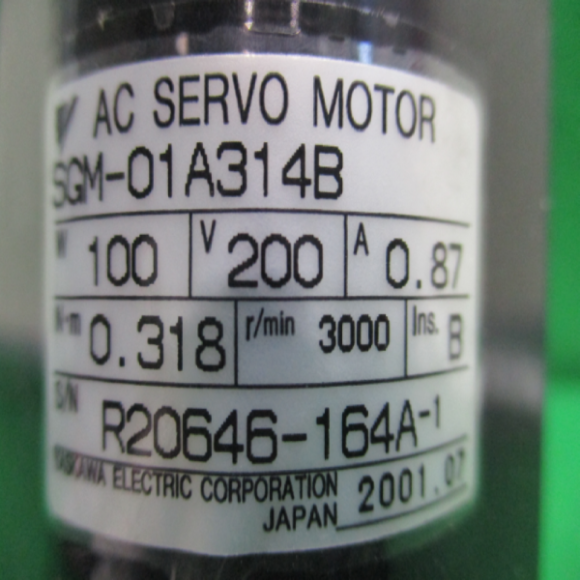 AC SERVO MOTOR
SGM-01A314B
W 100 V 200 A 0.87
N·m 0.318 r/min 3000 Ins. B
S/N R20646-164A-1
YASKAWA ELECTRIC CORPORATION
JAPAN 2001.07